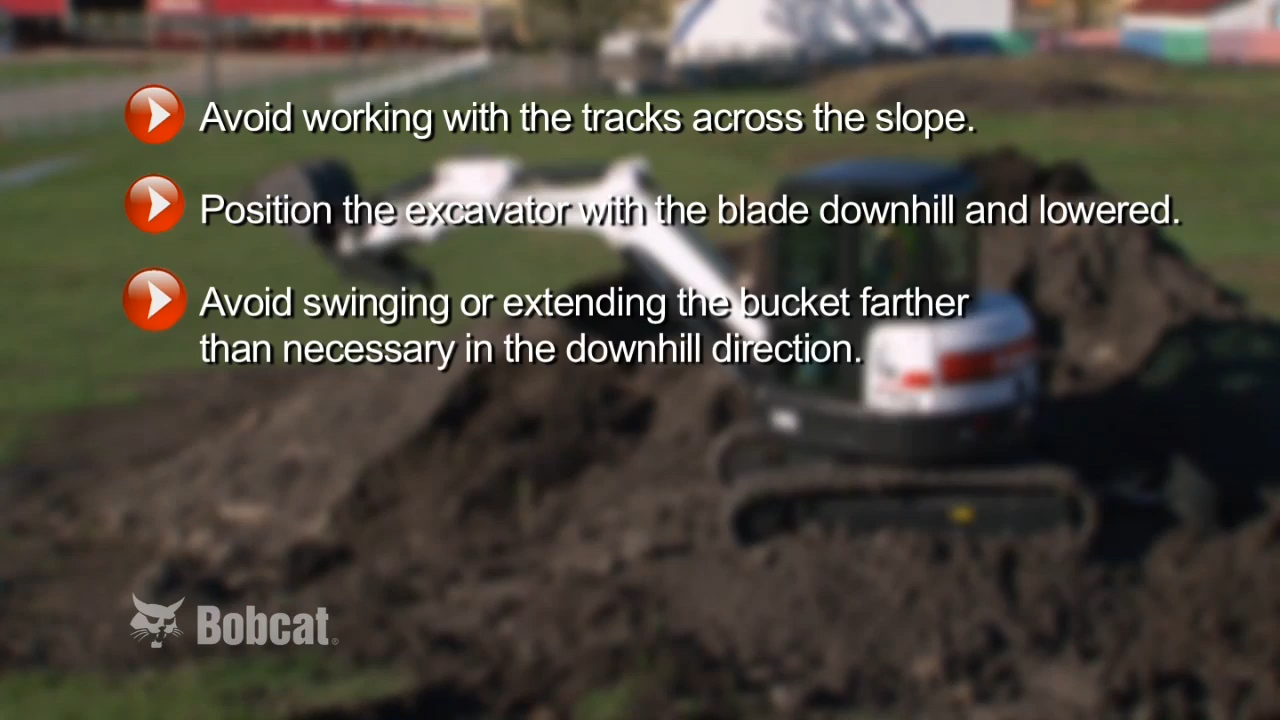 Avoid working with the tracks across the slope.
Position the excavator with the blade downhill and lowered.
Avoid swinging or extending the bucket farther
than necessary in the downhill direction.
Bobcat®